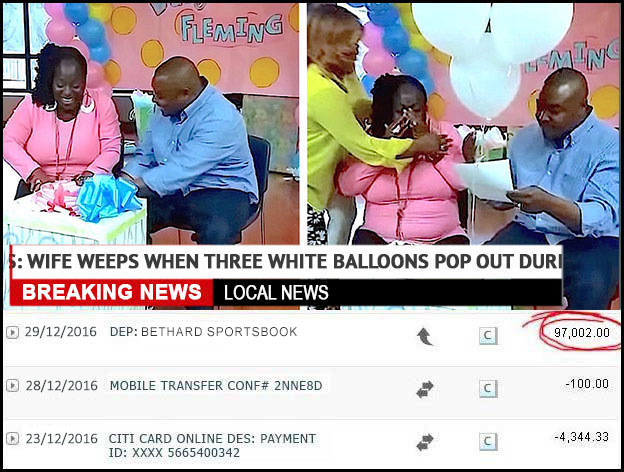 FLEMING
EMING
S: WIFE WEEPS WHEN THREE WHITE BALLOONS POP OUT DURI
BREAKING NEWS LOCAL NEWS
29/12/2016 DEP: BETHARD SPORTSBOOK C 97,002.00
28/12/2016 MOBILE TRANSFER CONF# 2NNE8D C -100.00
23/12/2016 CITI CARD ONLINE DES: PAYMENT C -4,344.33
ID: XXXX 5665400342